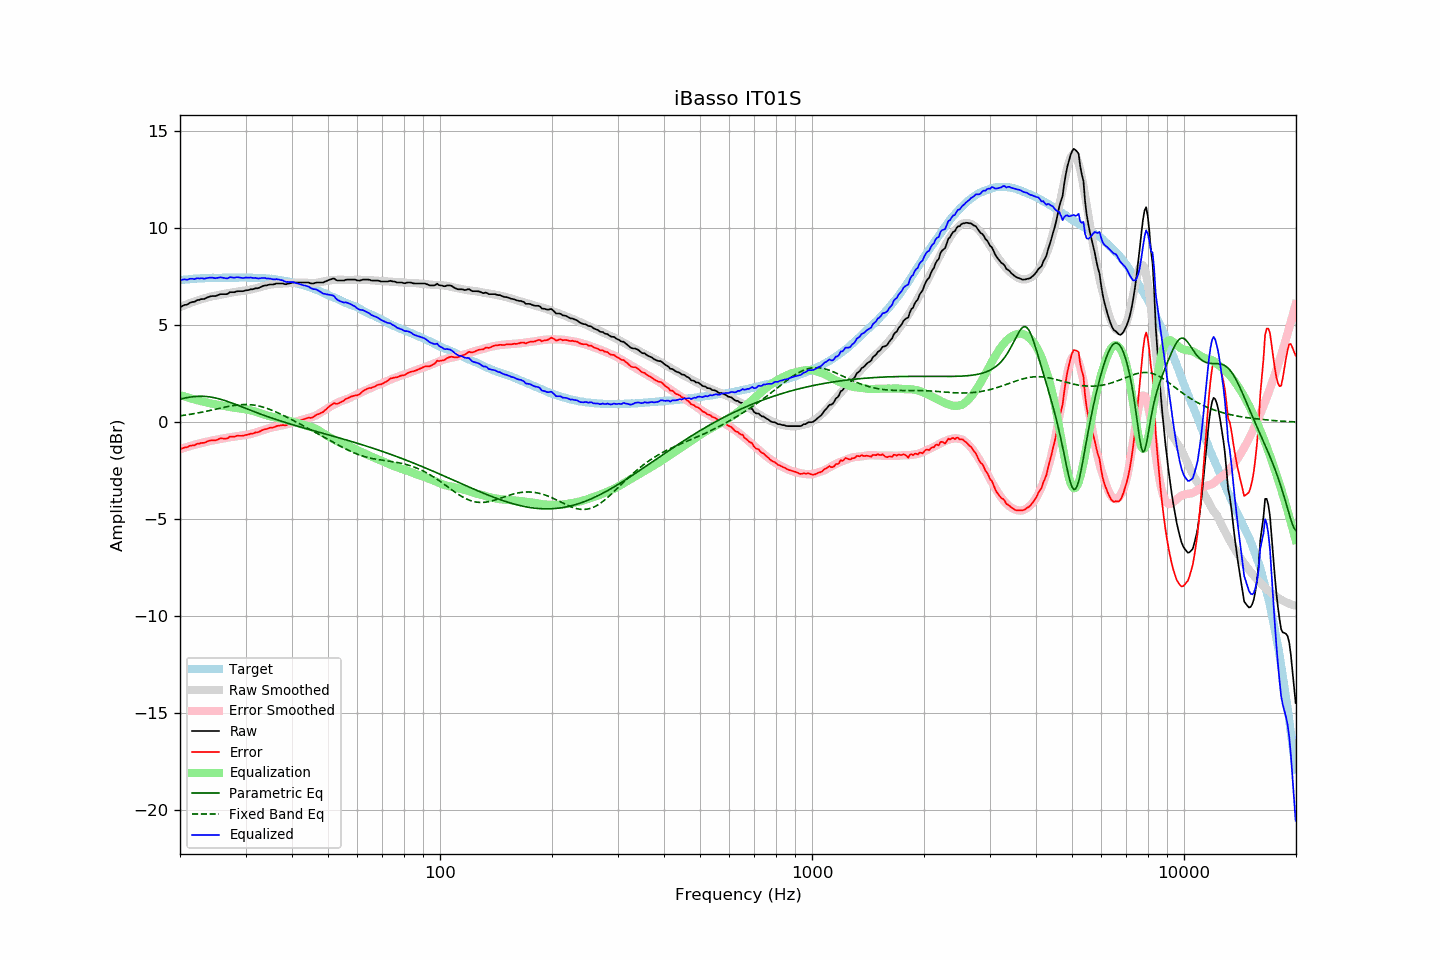 iBasso IT01S
15
10
5
0
−5
−10
−15
−20
Amplitude (dBr)
Target
Raw Smoothed
Error Smoothed
Raw
Error
Equalization
Parametric Eq
Fixed Band Eq
Equalized
100
1000
10000
Frequency (Hz)